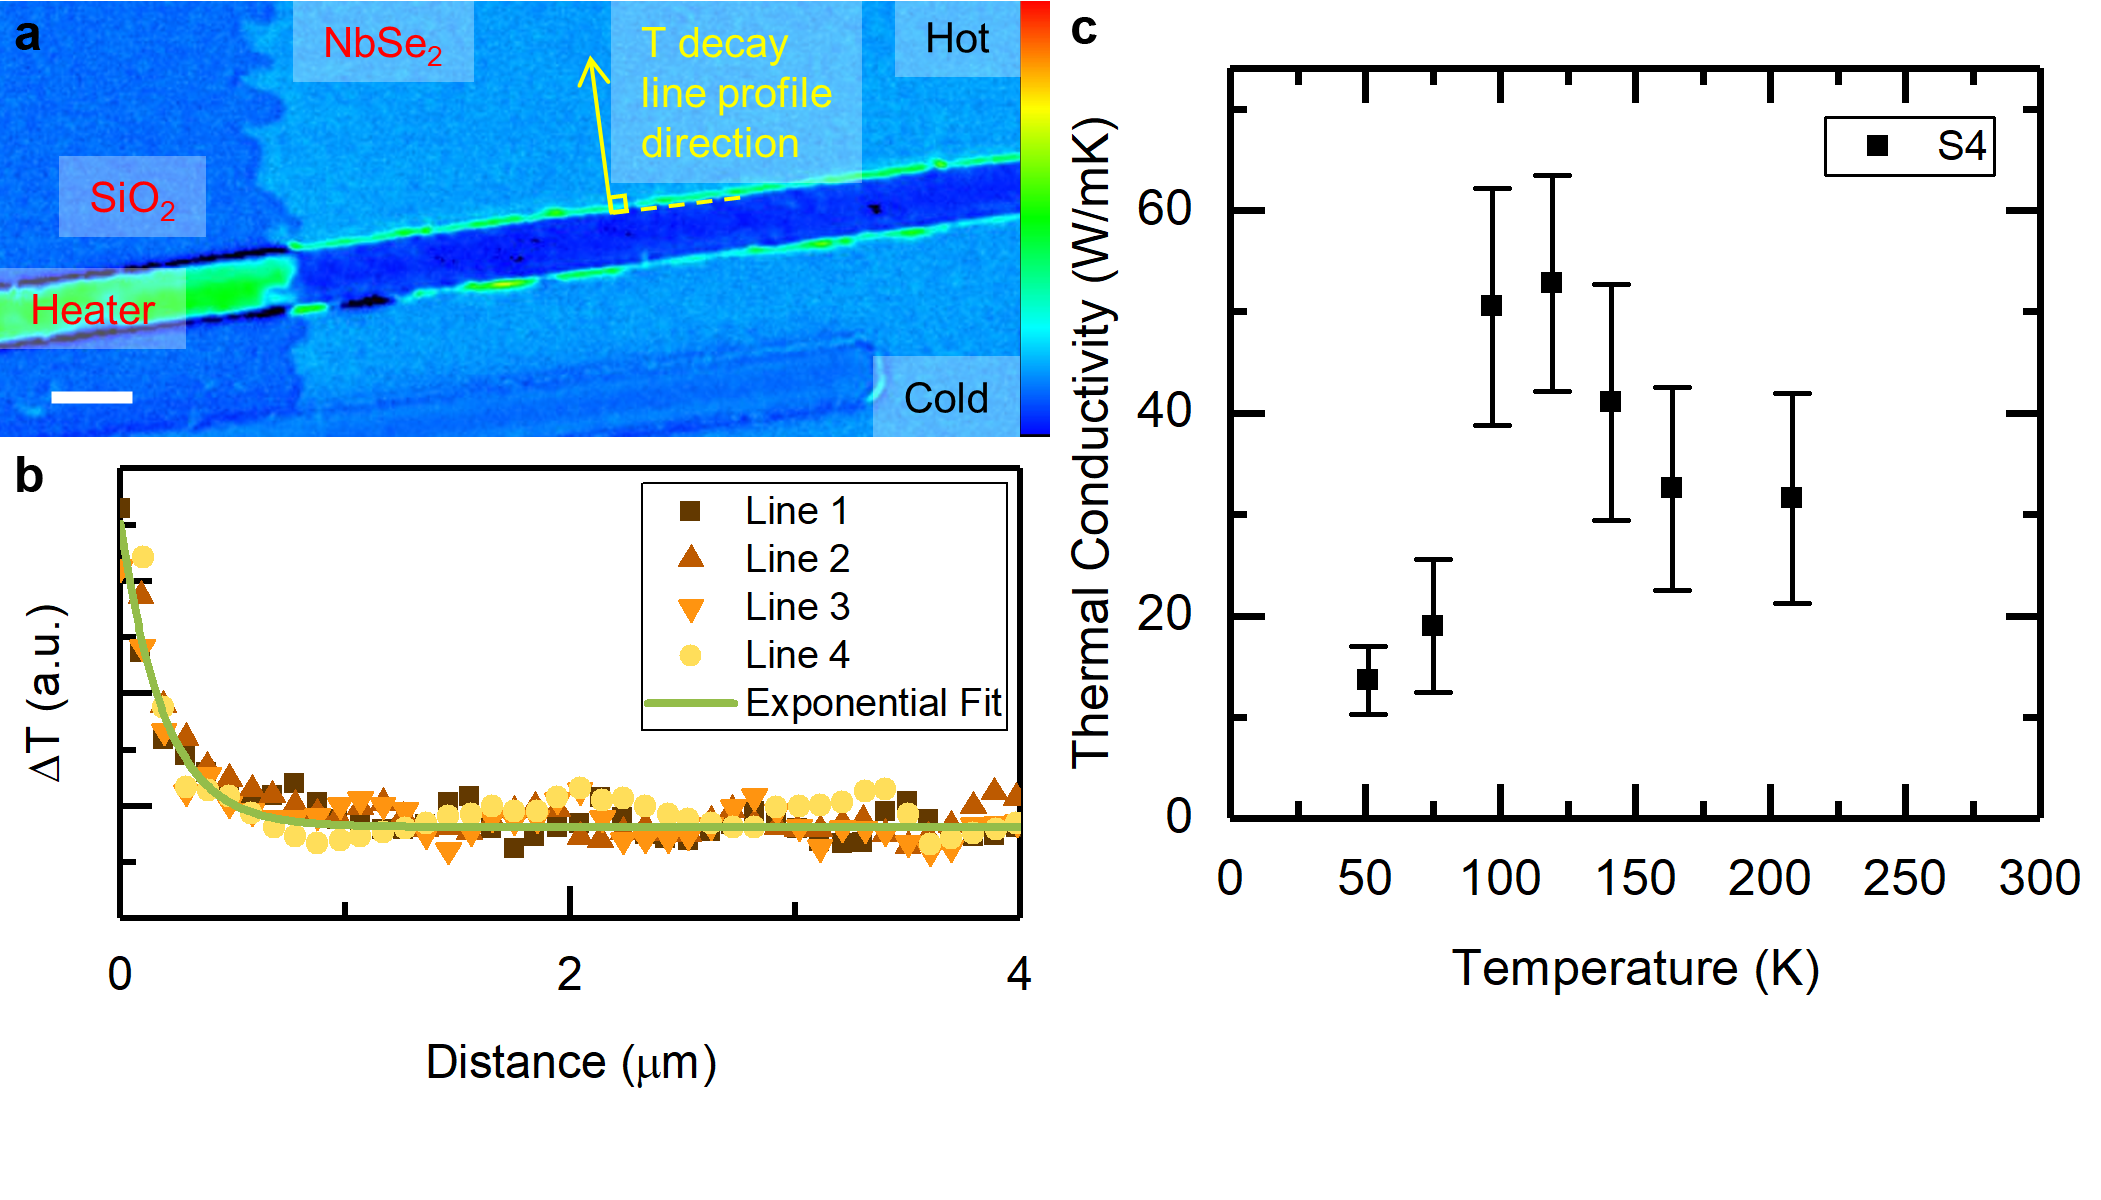 a
NbSe₂
T decay
line profile
direction
Hot
SiO₂
Heater
Cold
b
Line 1
Line 2
Line 3
Line 4
Exponential Fit
ΔT (a.u.)
0
2
4
Distance (μm)
c
S4
Thermal Conductivity (W/mK)
60
40
20
0
0
50
100
150
200
250
300
Temperature (K)